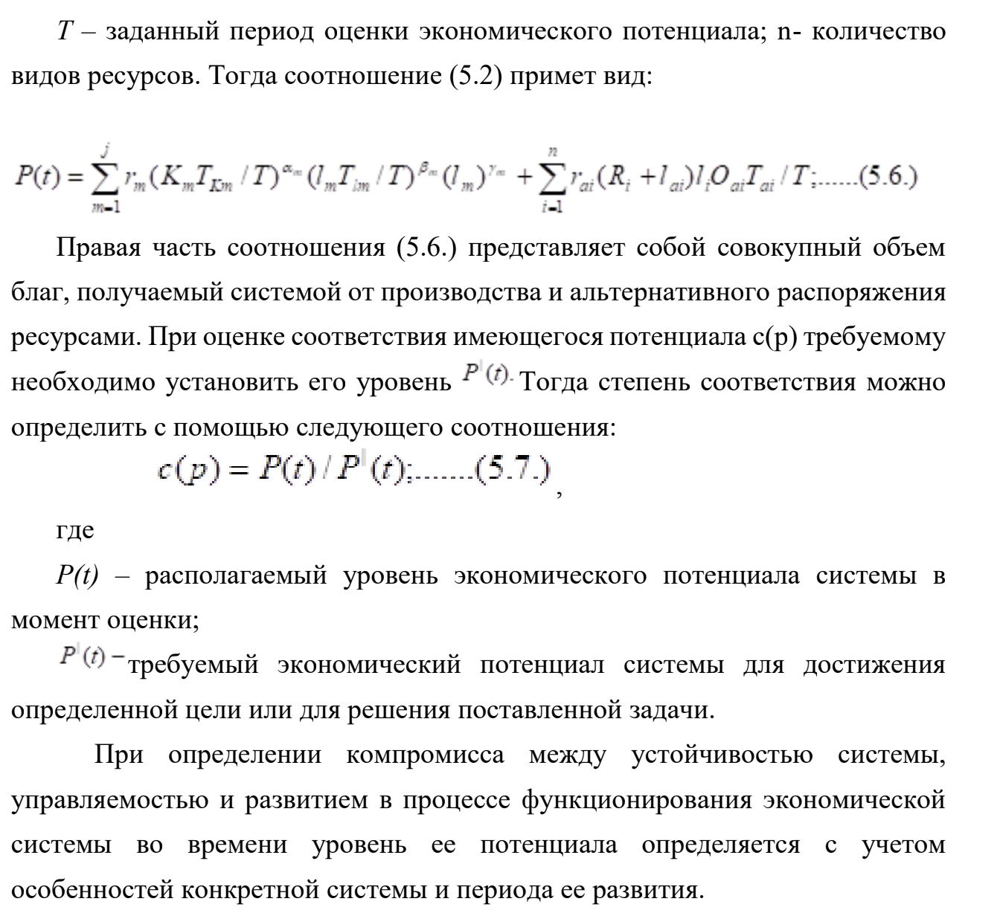 T – заданный период оценки экономического потенциала; n- количество
видов ресурсов. Тогда соотношение (5.2) примет вид:
P(t) = ∑_{m=1}^{j} r_m (K_m T_{Km} / T)^{α_m} (l_m T_{lm} / T)^{β_m} (l_m)^{γ_m} + ∑_{i=1}^{n} r_{ai} (R_i + l_{ai}) l_i O_{ai} T_{ai} / T;......(5.6.)
Правая часть соотношения (5.6.) представляет собой совокупный объем
благ, получаемый системой от производства и альтернативного распоряжения
ресурсами. При оценке соответствия имеющегося потенциала с(р) требуемому
необходимо установить его уровень P^|(t). Тогда степень соответствия можно
определить с помощью следующего соотношения:
c(p) = P(t) / P^|(t);.......(5.7.) ,
где
P(t) – располагаемый уровень экономического потенциала системы в
момент оценки;
P^|(t) – требуемый экономический потенциал системы для достижения
определенной цели или для решения поставленной задачи.
При определении компромисса между устойчивостью системы,
управляемостью и развитием в процессе функционирования экономической
системы во времени уровень ее потенциала определяется с учетом
особенностей конкретной системы и периода ее развития.